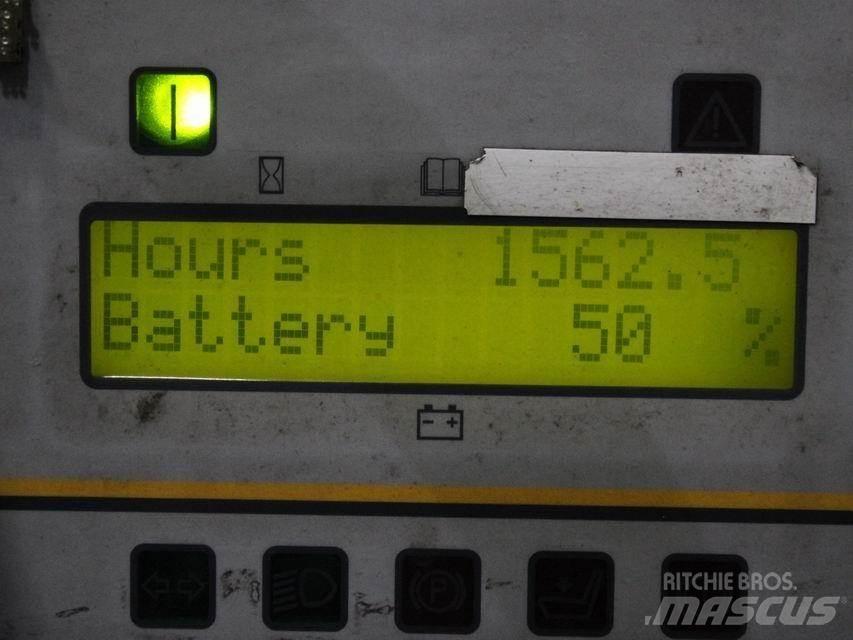 Hours 1562.5
Battery 50 %
RITCHIE BROS.
MASCUS